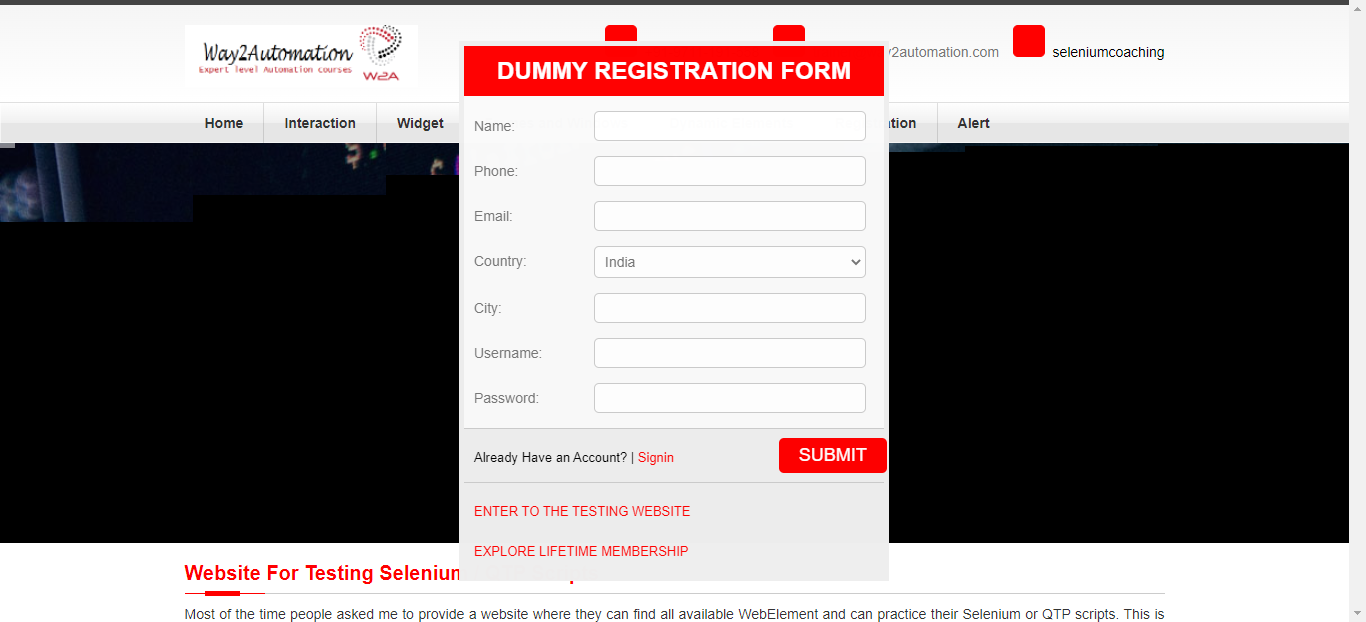 Way2Automation
Expert level Automation courses
W2A
y2automation.com
seleniumcoaching
Home
Interaction
Widget
Alert
DUMMY REGISTRATION FORM
Name:
Phone:
Email:
Country:
India
City:
Username:
Password:
Already Have an Account? | Signin
SUBMIT
ENTER TO THE TESTING WEBSITE
EXPLORE LIFETIME MEMBERSHIP
Website For Testing Selenium
Most of the time people asked me to provide a website where they can find all available WebElement and can practice their Selenium or QTP scripts. This is